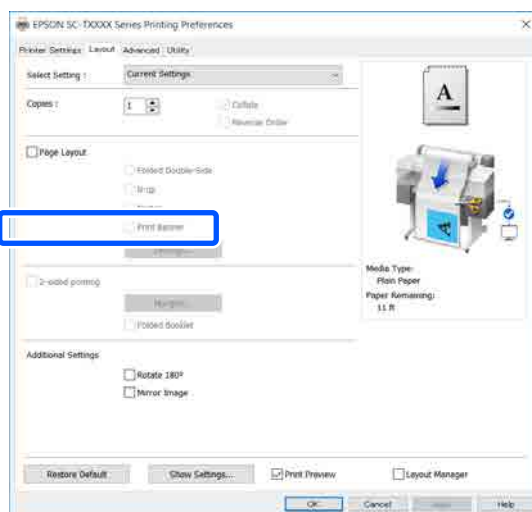 EPSON SC-TXXXX Series Printing Preferences
Printer Settings Layout Advanced Utility
Select Setting :
Current Settings
Copies :
1
Collate
Reverse Order
Page Layout
Folded Double-Side
N-up
Poster
Print Banner
Settings...
2-sided printing
Margins...
Folded Booklet
Additional Settings
Rotate 180º
Mirror Image
A
Media Type:
Plain Paper
Paper Remaining:
11 ft
Restore Default
Show Settings...
Print Preview
Layout Manager
OK
Cancel
Apply
Help